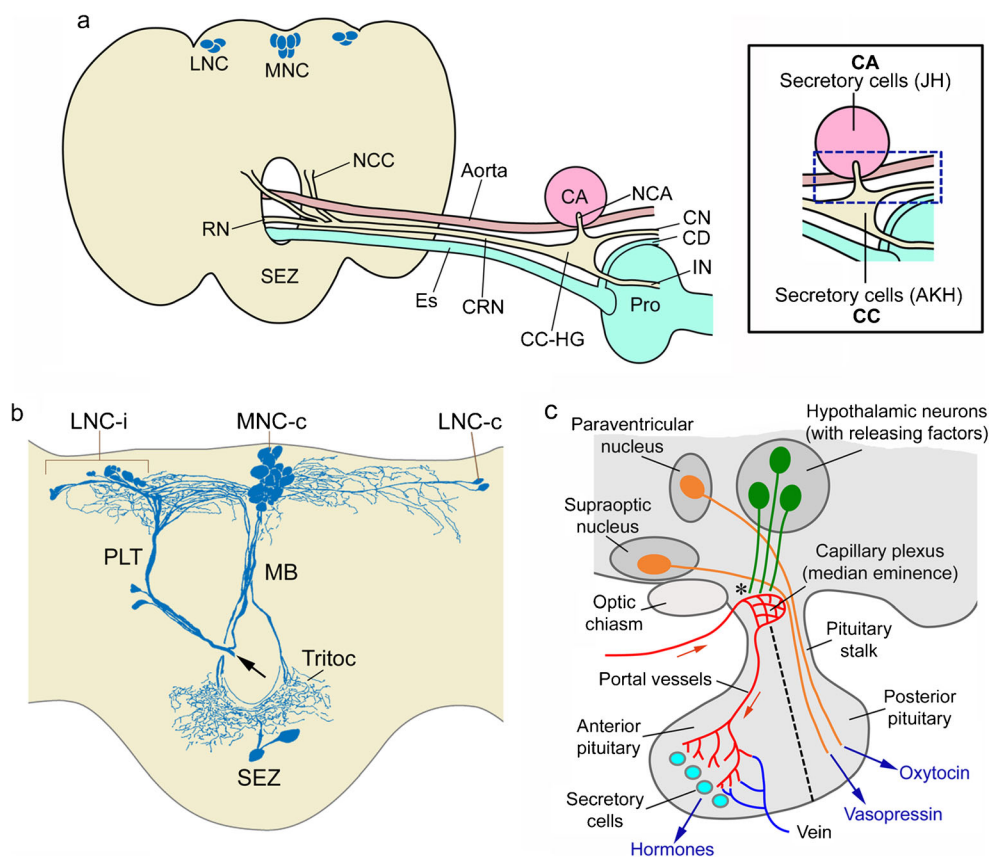 a
LNC
MNC
NCC
Aorta
CA
NCA
RN
CN
CD
SEZ
IN
Es
CRN
Pro
CC-HG
CA
Secretory cells (JH)
Secretory cells (AKH)
CC
b
LNC-i
MNC-c
LNC-c
PLT
MB
Tritoc
SEZ
c
Paraventricular
nucleus
Hypothalamic neurons
(with releasing factors)
Supraoptic
nucleus
Capillary plexus
(median eminence)
*
Optic
chiasm
Pituitary
stalk
Portal vessels
Anterior
pituitary
Posterior
pituitary
Oxytocin
Secretory
cells
Vasopressin
Vein
Hormones